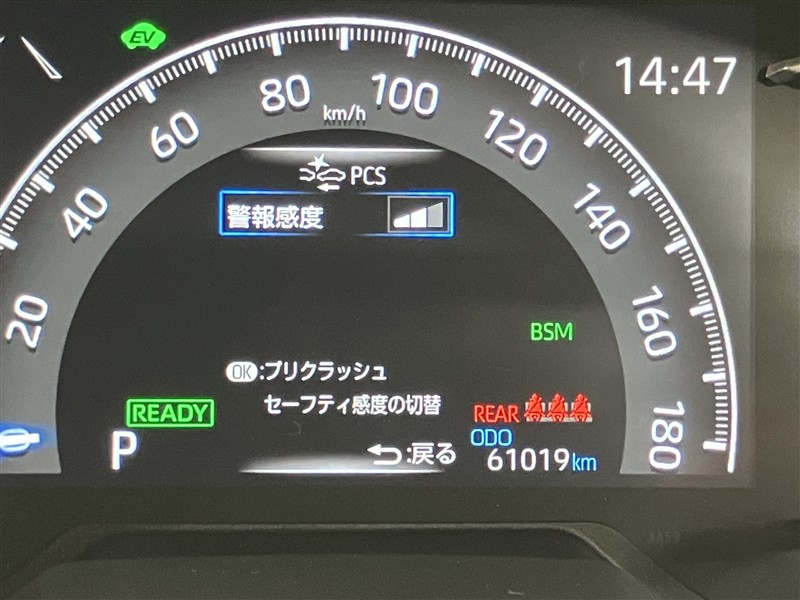 EV
14:47
20
40
60
80
100
120
140
160
180
km/h
PCS
警報感度
BSM
OK:プリクラッシュ
セーフティ感度の切替
READY
REAR
P
ODO
61019km
:戻る